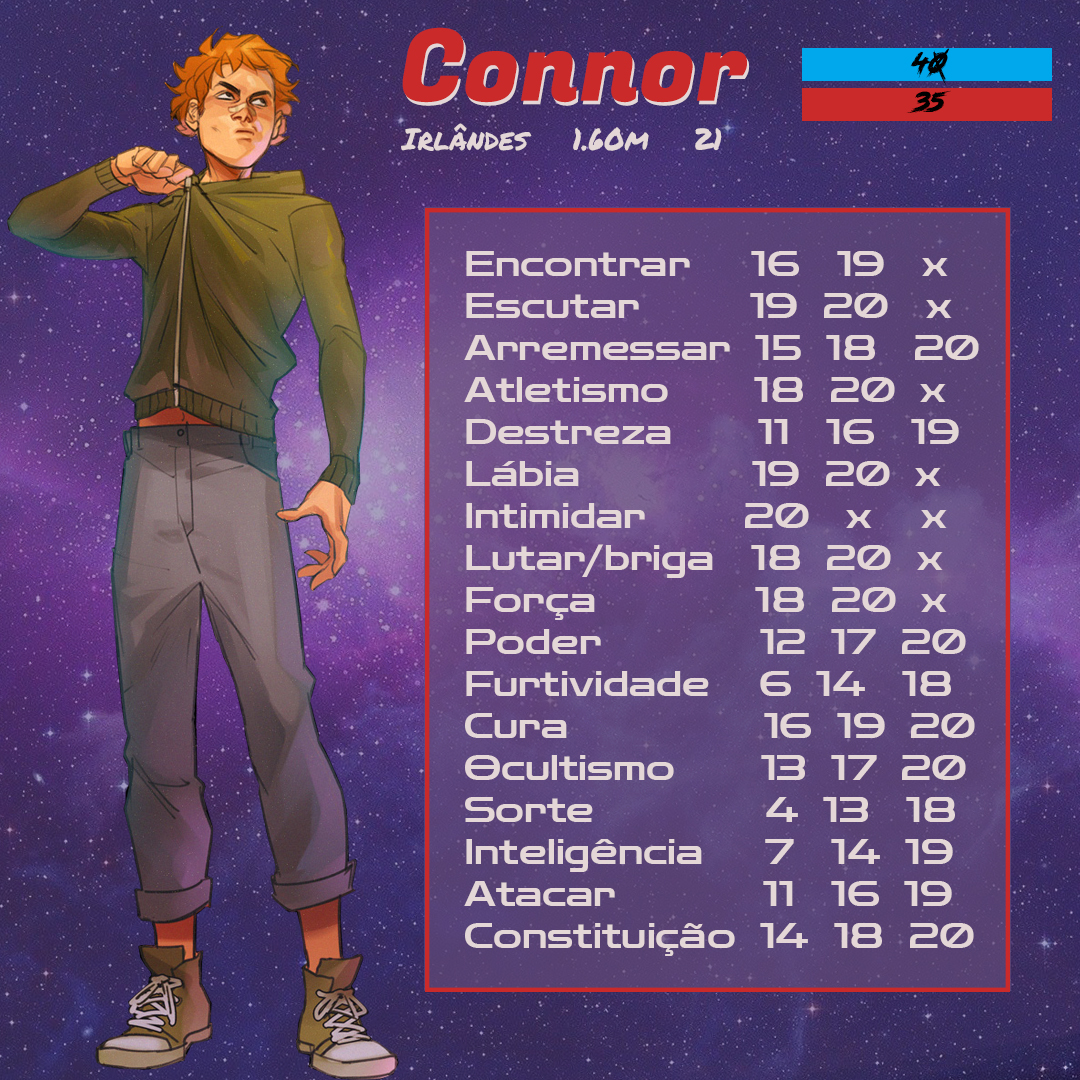 Connor
Irlândes 1.60m 21
40
35
Encontrar 16 19 x
Escutar 19 20 x
Arremessar 15 18 20
Atletismo 18 20 x
Destreza 11 16 19
Lábia 19 20 x
Intimidar 20 x x
Lutar/briga 18 20 x
Força 18 20 x
Poder 12 17 20
Furtividade 6 14 18
Cura 16 19 20
Ocultismo 13 17 20
Sorte 4 13 18
Inteligência 7 14 19
Atacar 11 16 19
Constituição 14 18 20